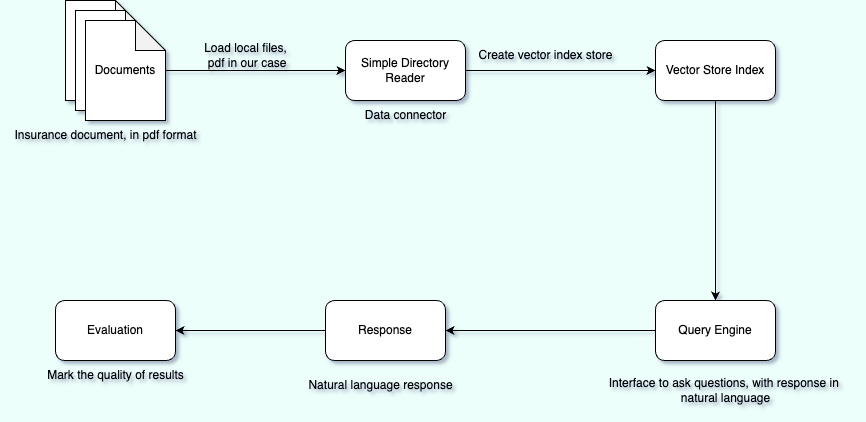 Documents
Load local files,
pdf in our case
Simple Directory
Reader
Create vector index store
Vector Store Index
Data connector
Insurance document, in pdf format
Evaluation
Response
Query Engine
Mark the quality of results
Natural language response
Interface to ask questions, with response in
natural language